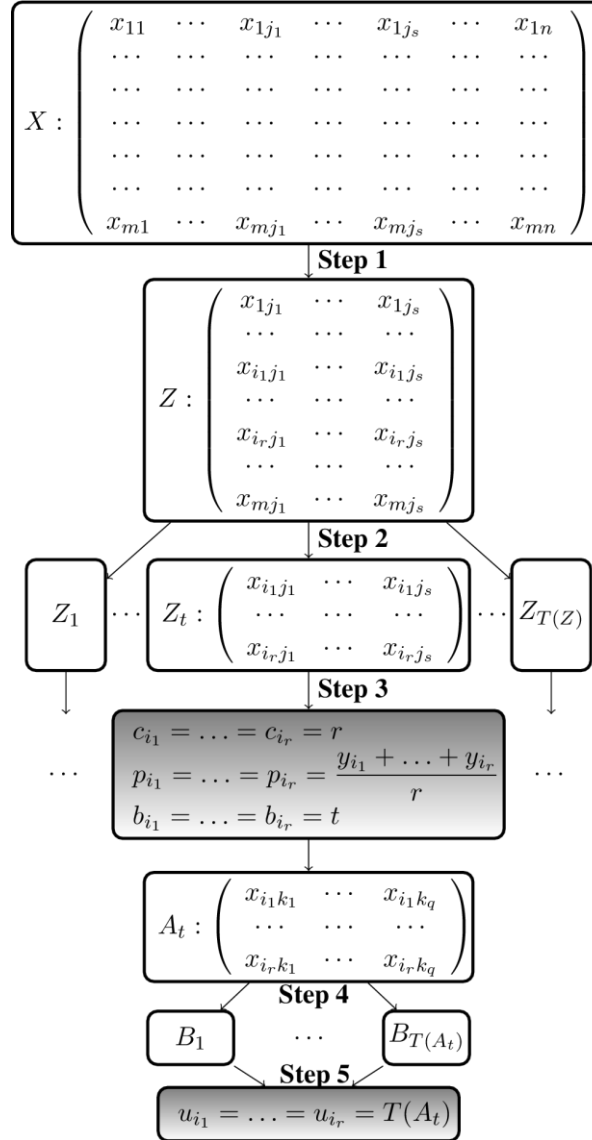 X : ( x_{11} ⋯ x_{1j_1} ⋯ x_{1j_s} ⋯ x_{1n}
⋯ ⋯ ⋯ ⋯ ⋯ ⋯ ⋯
⋯ ⋯ ⋯ ⋯ ⋯ ⋯ ⋯
⋯ ⋯ ⋯ ⋯ ⋯ ⋯ ⋯
⋯ ⋯ ⋯ ⋯ ⋯ ⋯ ⋯
⋯ ⋯ ⋯ ⋯ ⋯ ⋯ ⋯
x_{m1} ⋯ x_{mj_1} ⋯ x_{mj_s} ⋯ x_{mn} )
Step 1
Z : ( x_{1j_1} ⋯ x_{1j_s}
⋯ ⋯ ⋯
x_{i_1j_1} ⋯ x_{i_1j_s}
⋯ ⋯ ⋯
x_{i_rj_1} ⋯ x_{i_rj_s}
⋯ ⋯ ⋯
x_{mj_1} ⋯ x_{mj_s} )
Step 2
Z_1 ⋯ Z_t : ( x_{i_1j_1} ⋯ x_{i_1j_s}
⋯ ⋯ ⋯
x_{i_rj_1} ⋯ x_{i_rj_s} ) ⋯ Z_{T(Z)}
Step 3
c_{i_1} = … = c_{i_r} = r
⋯ p_{i_1} = … = p_{i_r} = \frac{y_{i_1} + … + y_{i_r}}{r} ⋯
b_{i_1} = … = b_{i_r} = t
A_t : ( x_{i_1k_1} ⋯ x_{i_1k_q}
⋯ ⋯ ⋯
x_{i_rk_1} ⋯ x_{i_rk_q} )
Step 4
B_1 ⋯ B_{T(A_t)}
Step 5
u_{i_1} = … = u_{i_r} = T(A_t)